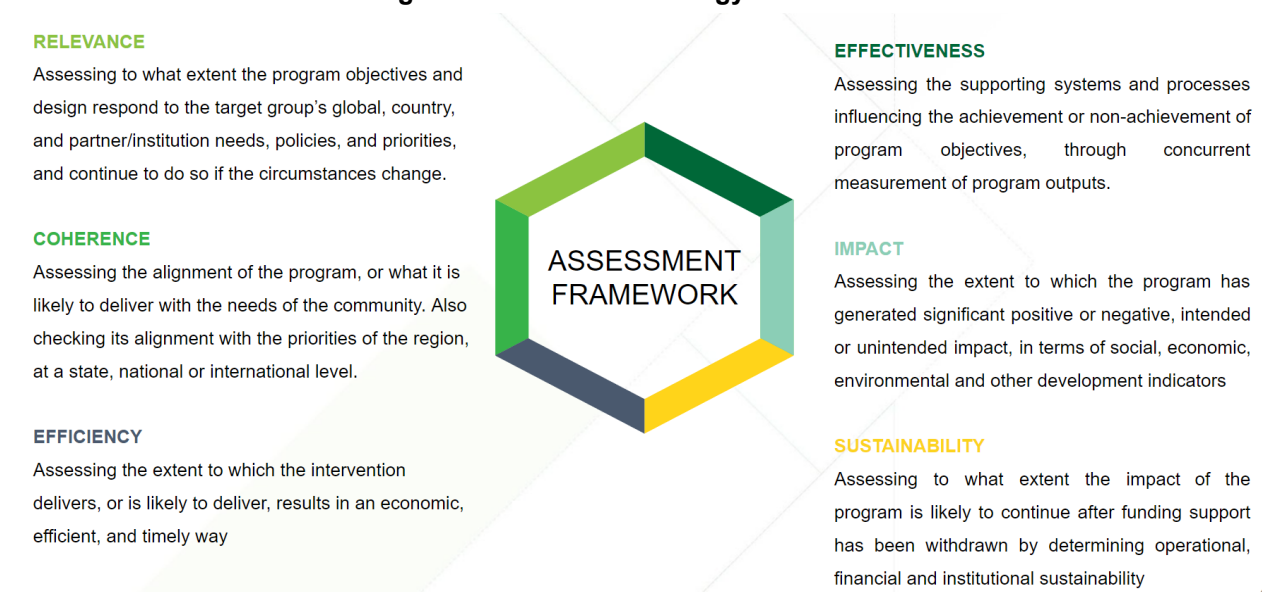 RELEVANCE
Assessing to what extent the program objectives and
design respond to the target group's global, country,
and partner/institution needs, policies, and priorities,
and continue to do so if the circumstances change.
COHERENCE
Assessing the alignment of the program, or what it is
likely to deliver with the needs of the community. Also
checking its alignment with the priorities of the region,
at a state, national or international level.
EFFICIENCY
Assessing the extent to which the intervention
delivers, or is likely to deliver, results in an economic,
efficient, and timely way
ASSESSMENT
FRAMEWORK
EFFECTIVENESS
Assessing the supporting systems and processes
influencing the achievement or non-achievement of
program objectives, through concurrent
measurement of program outputs.
IMPACT
Assessing the extent to which the program has
generated significant positive or negative, intended
or unintended impact, in terms of social, economic,
environmental and other development indicators
SUSTAINABILITY
Assessing to what extent the impact of the
program is likely to continue after funding support
has been withdrawn by determining operational,
financial and institutional sustainability